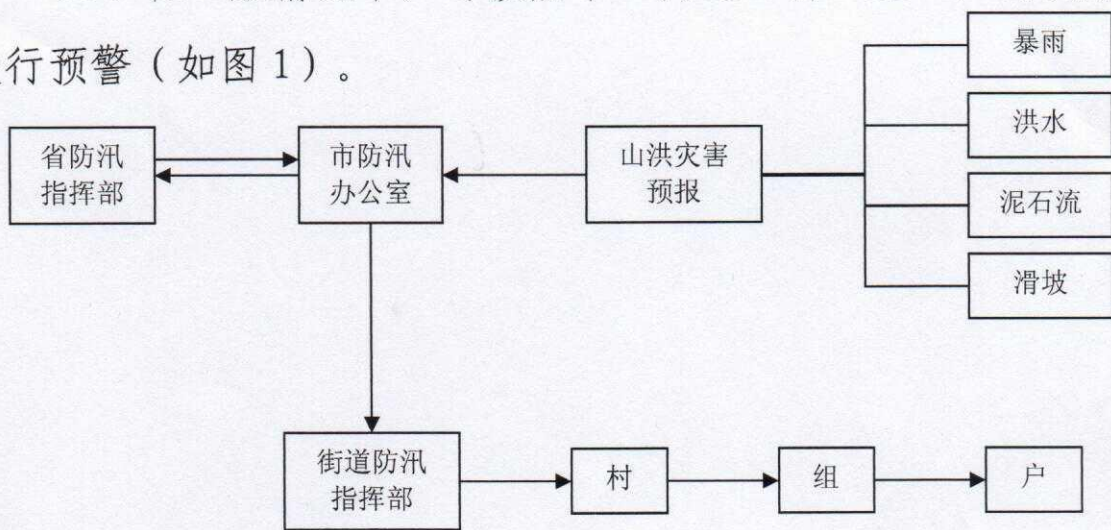 行预警（如图1）。
暴雨
洪水
泥石流
滑坡
省防汛
指挥部
市防汛
办公室
山洪灾害
预报
街道防汛
指挥部
村
组
户